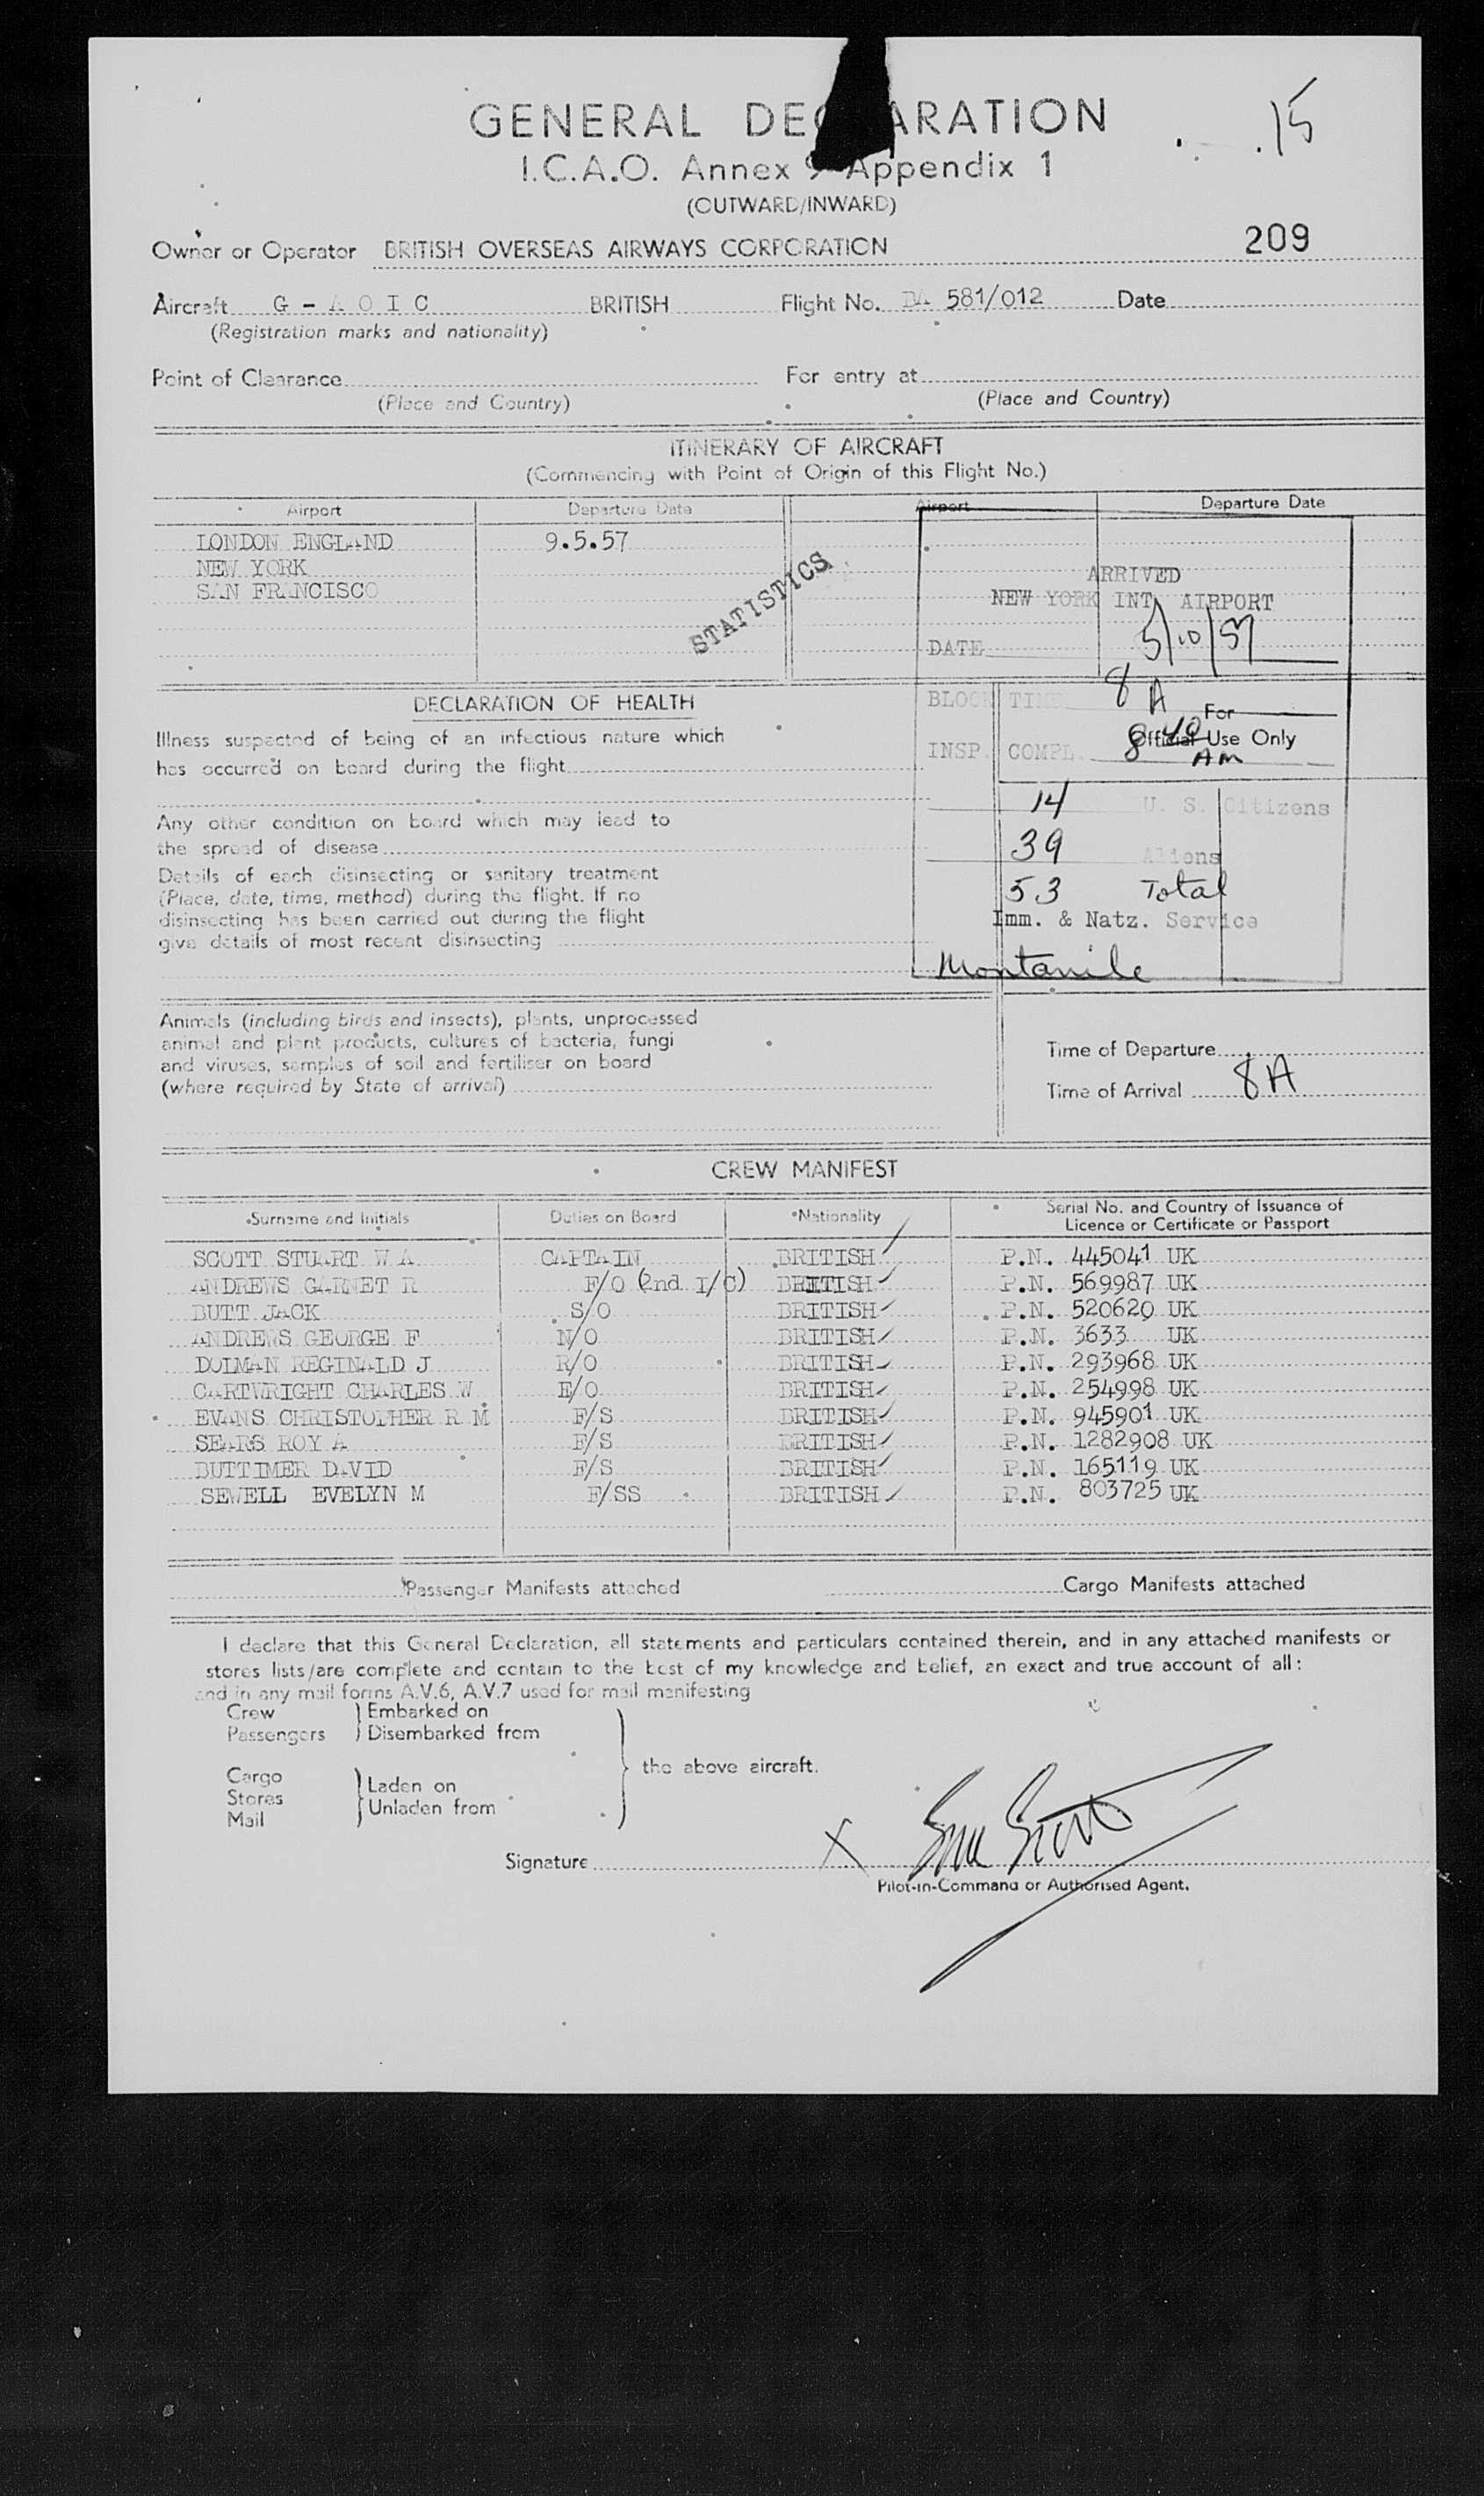 15
GENERAL DEC ARATION
I.C.A.O. Annex 9 Appendix 1
(OUTWARD/INWARD)
209
Owner or Operator BRITISH OVERSEAS AIRWAYS CORPORATION
Aircraft G - A O I C BRITISH Flight No. BA 581/012 Date
(Registration marks and nationality)
Point of Clearance For entry at
(Place and Country) (Place and Country)
ITINERARY OF AIRCRAFT
(Commencing with Point of Origin of this Flight No.)
Airport Departure Date Airport Departure Date
LONDON ENGLAND 9.5.57
NEW YORK
SAN FRANCISCO
STATISTICS
ARRIVED
NEW YORK INT. AIRPORT
DATE 5/10/57
BLOCK TIME 8 A
INSP. COMPL. 8 40 AM
For
Official Use Only
14 U. S. Citizens
39 Aliens
53 Total
Imm. & Natz. Service
Montanile
DECLARATION OF HEALTH
Illness suspected of being of an infectious nature which
has occurred on board during the flight
Any other condition on board which may lead to
the spread of disease
Details of each disinsecting or sanitary treatment
(Place, date, time, method) during the flight. If no
disinsecting has been carried out during the flight
give details of most recent disinsecting
Animals (including birds and insects), plants, unprocessed
animal and plant products, cultures of bacteria, fungi
and viruses, samples of soil and fertiliser on board
(where required by State of arrival)
Time of Departure
Time of Arrival 8A
CREW MANIFEST
Surname and Initials Duties on Board Nationality Serial No. and Country of Issuance of
Licence or Certificate or Passport
SCOTT STUART W A CAPTAIN BRITISH P.N. 445041 UK
ANDREWS GARNET R F/O (2nd I/C) BRITISH P.N. 569987 UK
BUTT JACK S/O BRITISH P.N. 520620 UK
ANDREWS GEORGE F N/O BRITISH P.N. 3633 UK
DOLMAN REGINALD J R/O BRITISH P.N. 293968 UK
CARTWRIGHT CHARLES W E/O BRITISH P.N. 254998 UK
EVANS CHRISTOPHER R M F/S BRITISH P.N. 945901 UK
SEARS ROY A F/S BRITISH P.N. 1282908 UK
BUTTIMER DAVID F/S BRITISH P.N. 165119 UK
SEWELL EVELYN M F/SS BRITISH P.N. 803725 UK
Passenger Manifests attached Cargo Manifests attached
I declare that this General Declaration, all statements and particulars contained therein, and in any attached manifests or
stores lists/are complete and contain to the best of my knowledge and belief, an exact and true account of all:
and in any mail forms A.V.6, A.V.7 used for mail manifesting
Crew Embarked on
Passengers Disembarked from
the above aircraft.
Cargo Laden on
Stores Unladen from
Mail
Signature X
Pilot-in-Command or Authorised Agent.